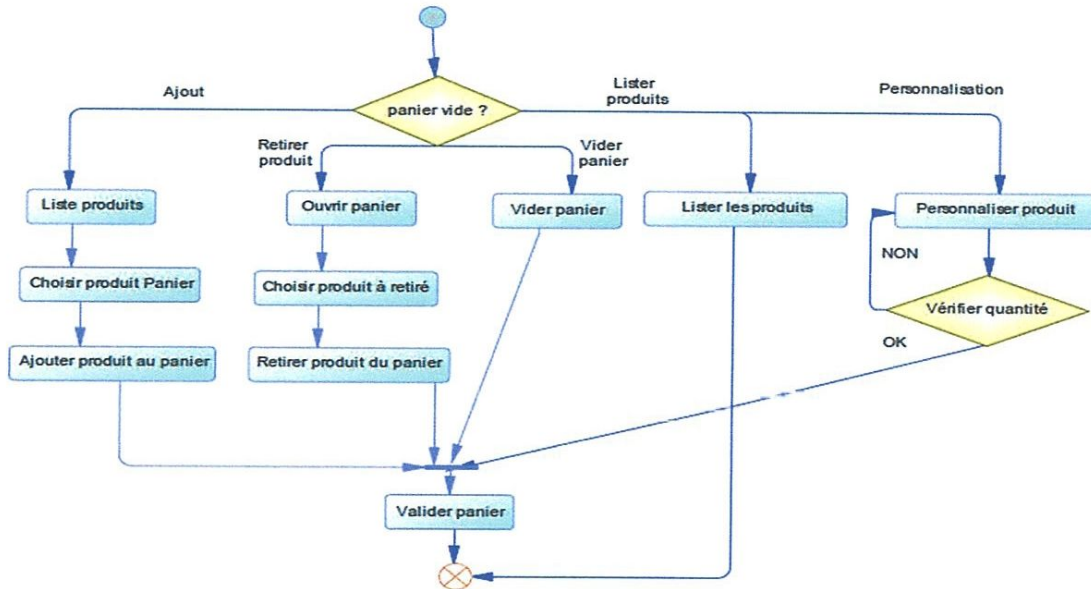 Ajout
panier vide ?
Lister
produits
Personnalisation
Retirer
produit
Vider
panier
Liste produits
Ouvrir panier
Vider panier
Lister les produits
Personnaliser produit
NON
Choisir produit Panier
Choisir produit à retiré
Vérifier quantité
OK
Ajouter produit au panier
Retirer produit du panier
Valider panier